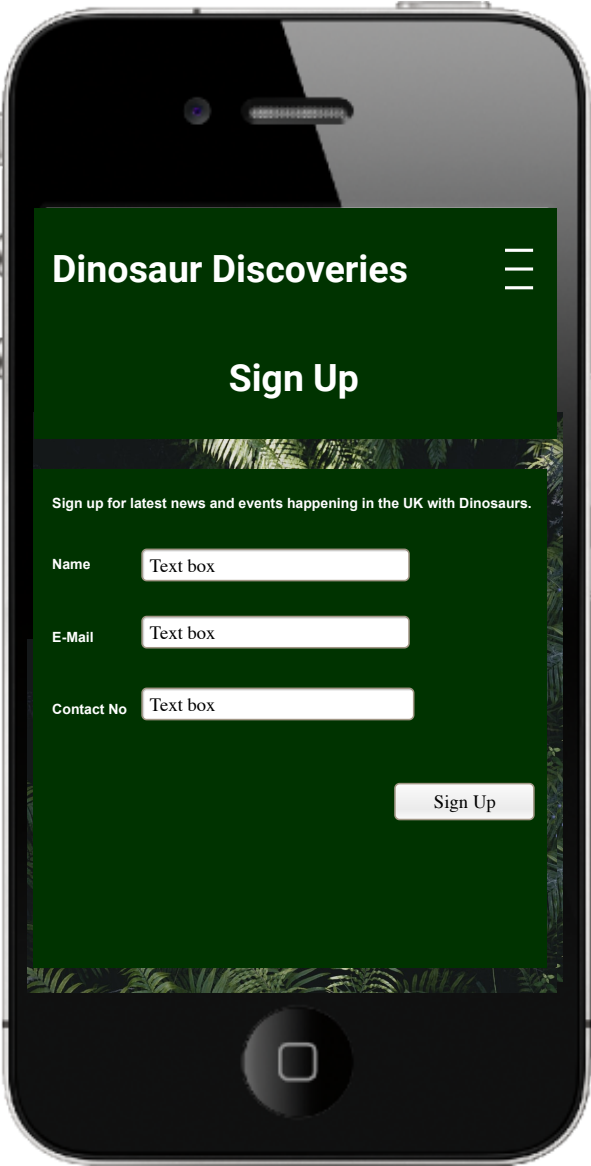 Dinosaur Discoveries
Sign Up
Sign up for latest news and events happening in the UK with Dinosaurs.
Name Text box
E-Mail Text box
Contact No Text box
Sign Up